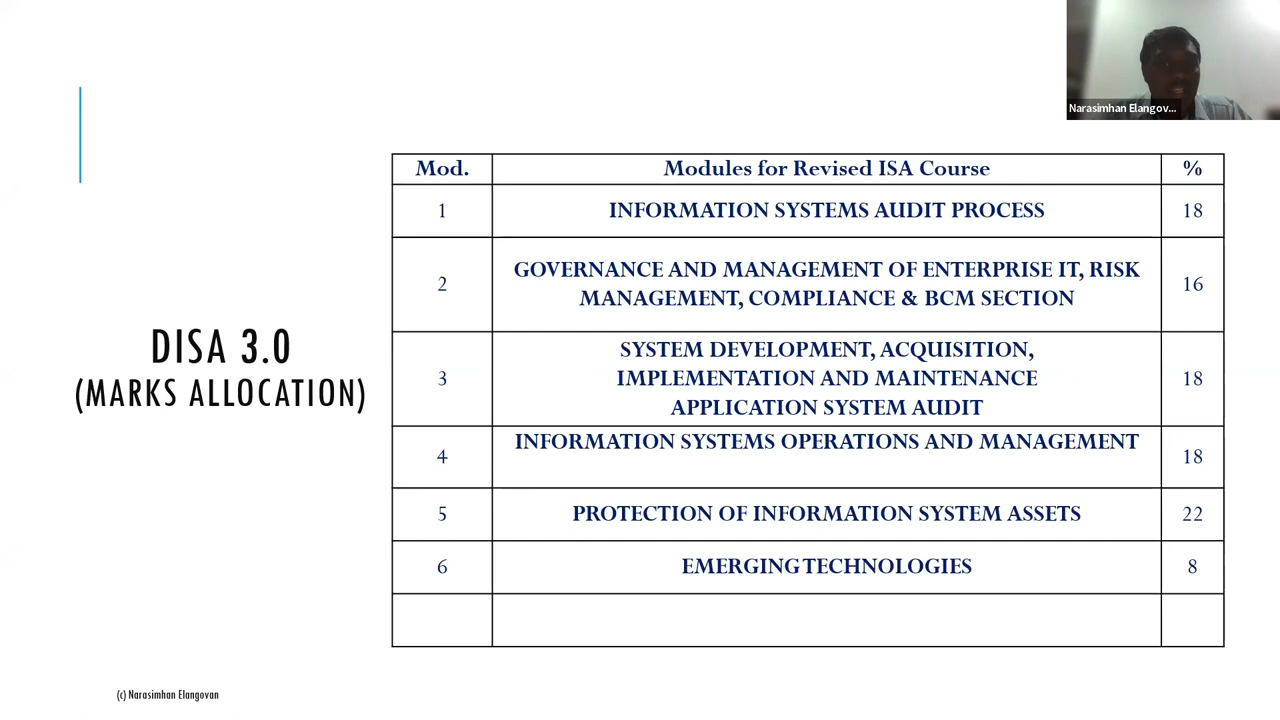 Narasimhan Elangov...
DISA 3.0
(MARKS ALLOCATION)
Mod. Modules for Revised ISA Course %
1 INFORMATION SYSTEMS AUDIT PROCESS 18
2 GOVERNANCE AND MANAGEMENT OF ENTERPRISE IT, RISK
MANAGEMENT, COMPLIANCE & BCM SECTION 16
3 SYSTEM DEVELOPMENT, ACQUISITION,
IMPLEMENTATION AND MAINTENANCE
APPLICATION SYSTEM AUDIT 18
4 INFORMATION SYSTEMS OPERATIONS AND MANAGEMENT 18
5 PROTECTION OF INFORMATION SYSTEM ASSETS 22
6 EMERGING TECHNOLOGIES 8
(c) Narasimhan Elangovan